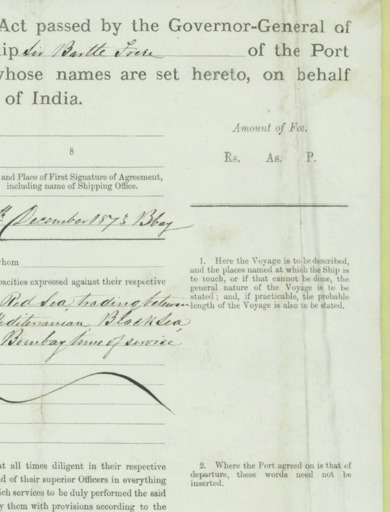 Act passed by the Governor-General of
ip Sir Bartle Frere of the Port
whose names are set hereto, on behalf
of India.
Amount of Fee.
8
Rs. As. P.
and Place of First Signature of Agreement,
including name of Shipping Office.
December 1873 Bbay
1. Here the Voyage is to be described,
and the places named at which the Ship is
to touch, or if that cannot be done, the
general nature of the Voyage is to be
stated; and, if practicable, the probable
length of the Voyage is also to be stated.
whom
pacities expressed against their respective
Red Sea trading between
editeranian, Black Sea
Bombay time of service
at all times diligent in their respective
d of their superior Officers in everything
ich services to be duly performed the said
y them with provisions according to the
2. Where the Port agreed on is that of
departure, these words need not be
inserted.